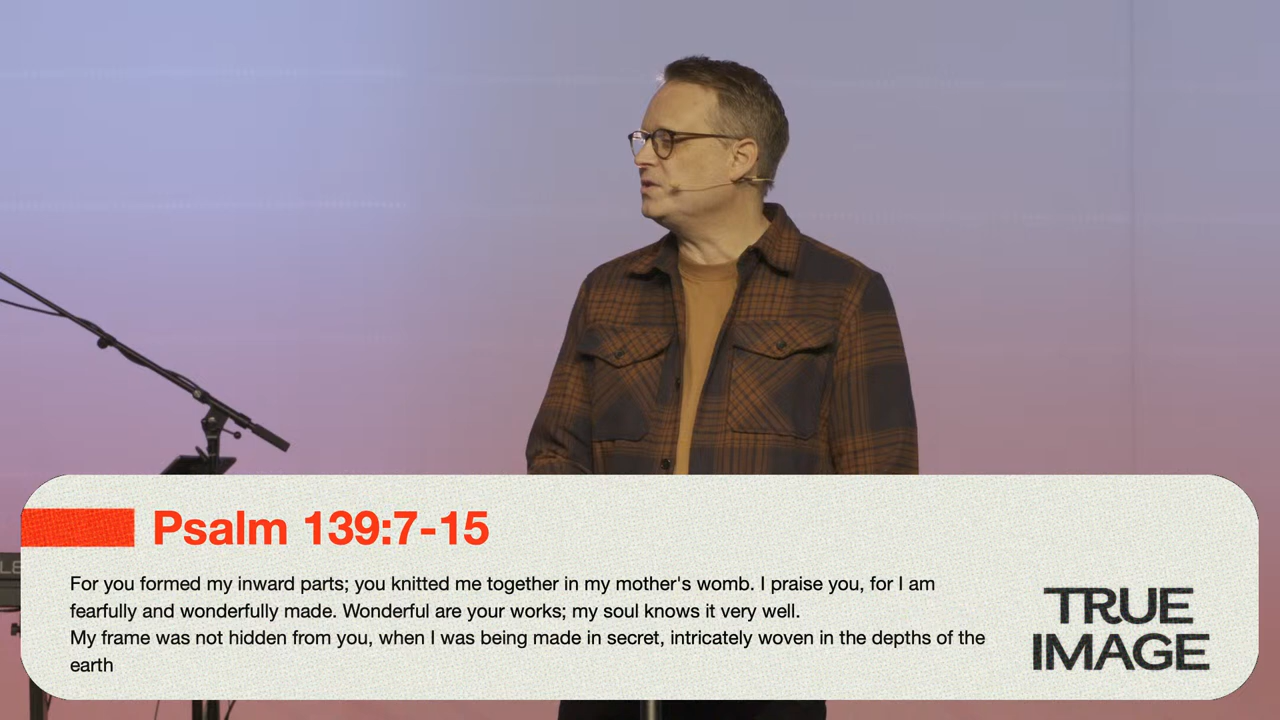 Psalm 139:7-15
For you formed my inward parts; you knitted me together in my mother's womb. I praise you, for I am
fearfully and wonderfully made. Wonderful are your works; my soul knows it very well.
My frame was not hidden from you, when I was being made in secret, intricately woven in the depths of the
earth
TRUE
IMAGE